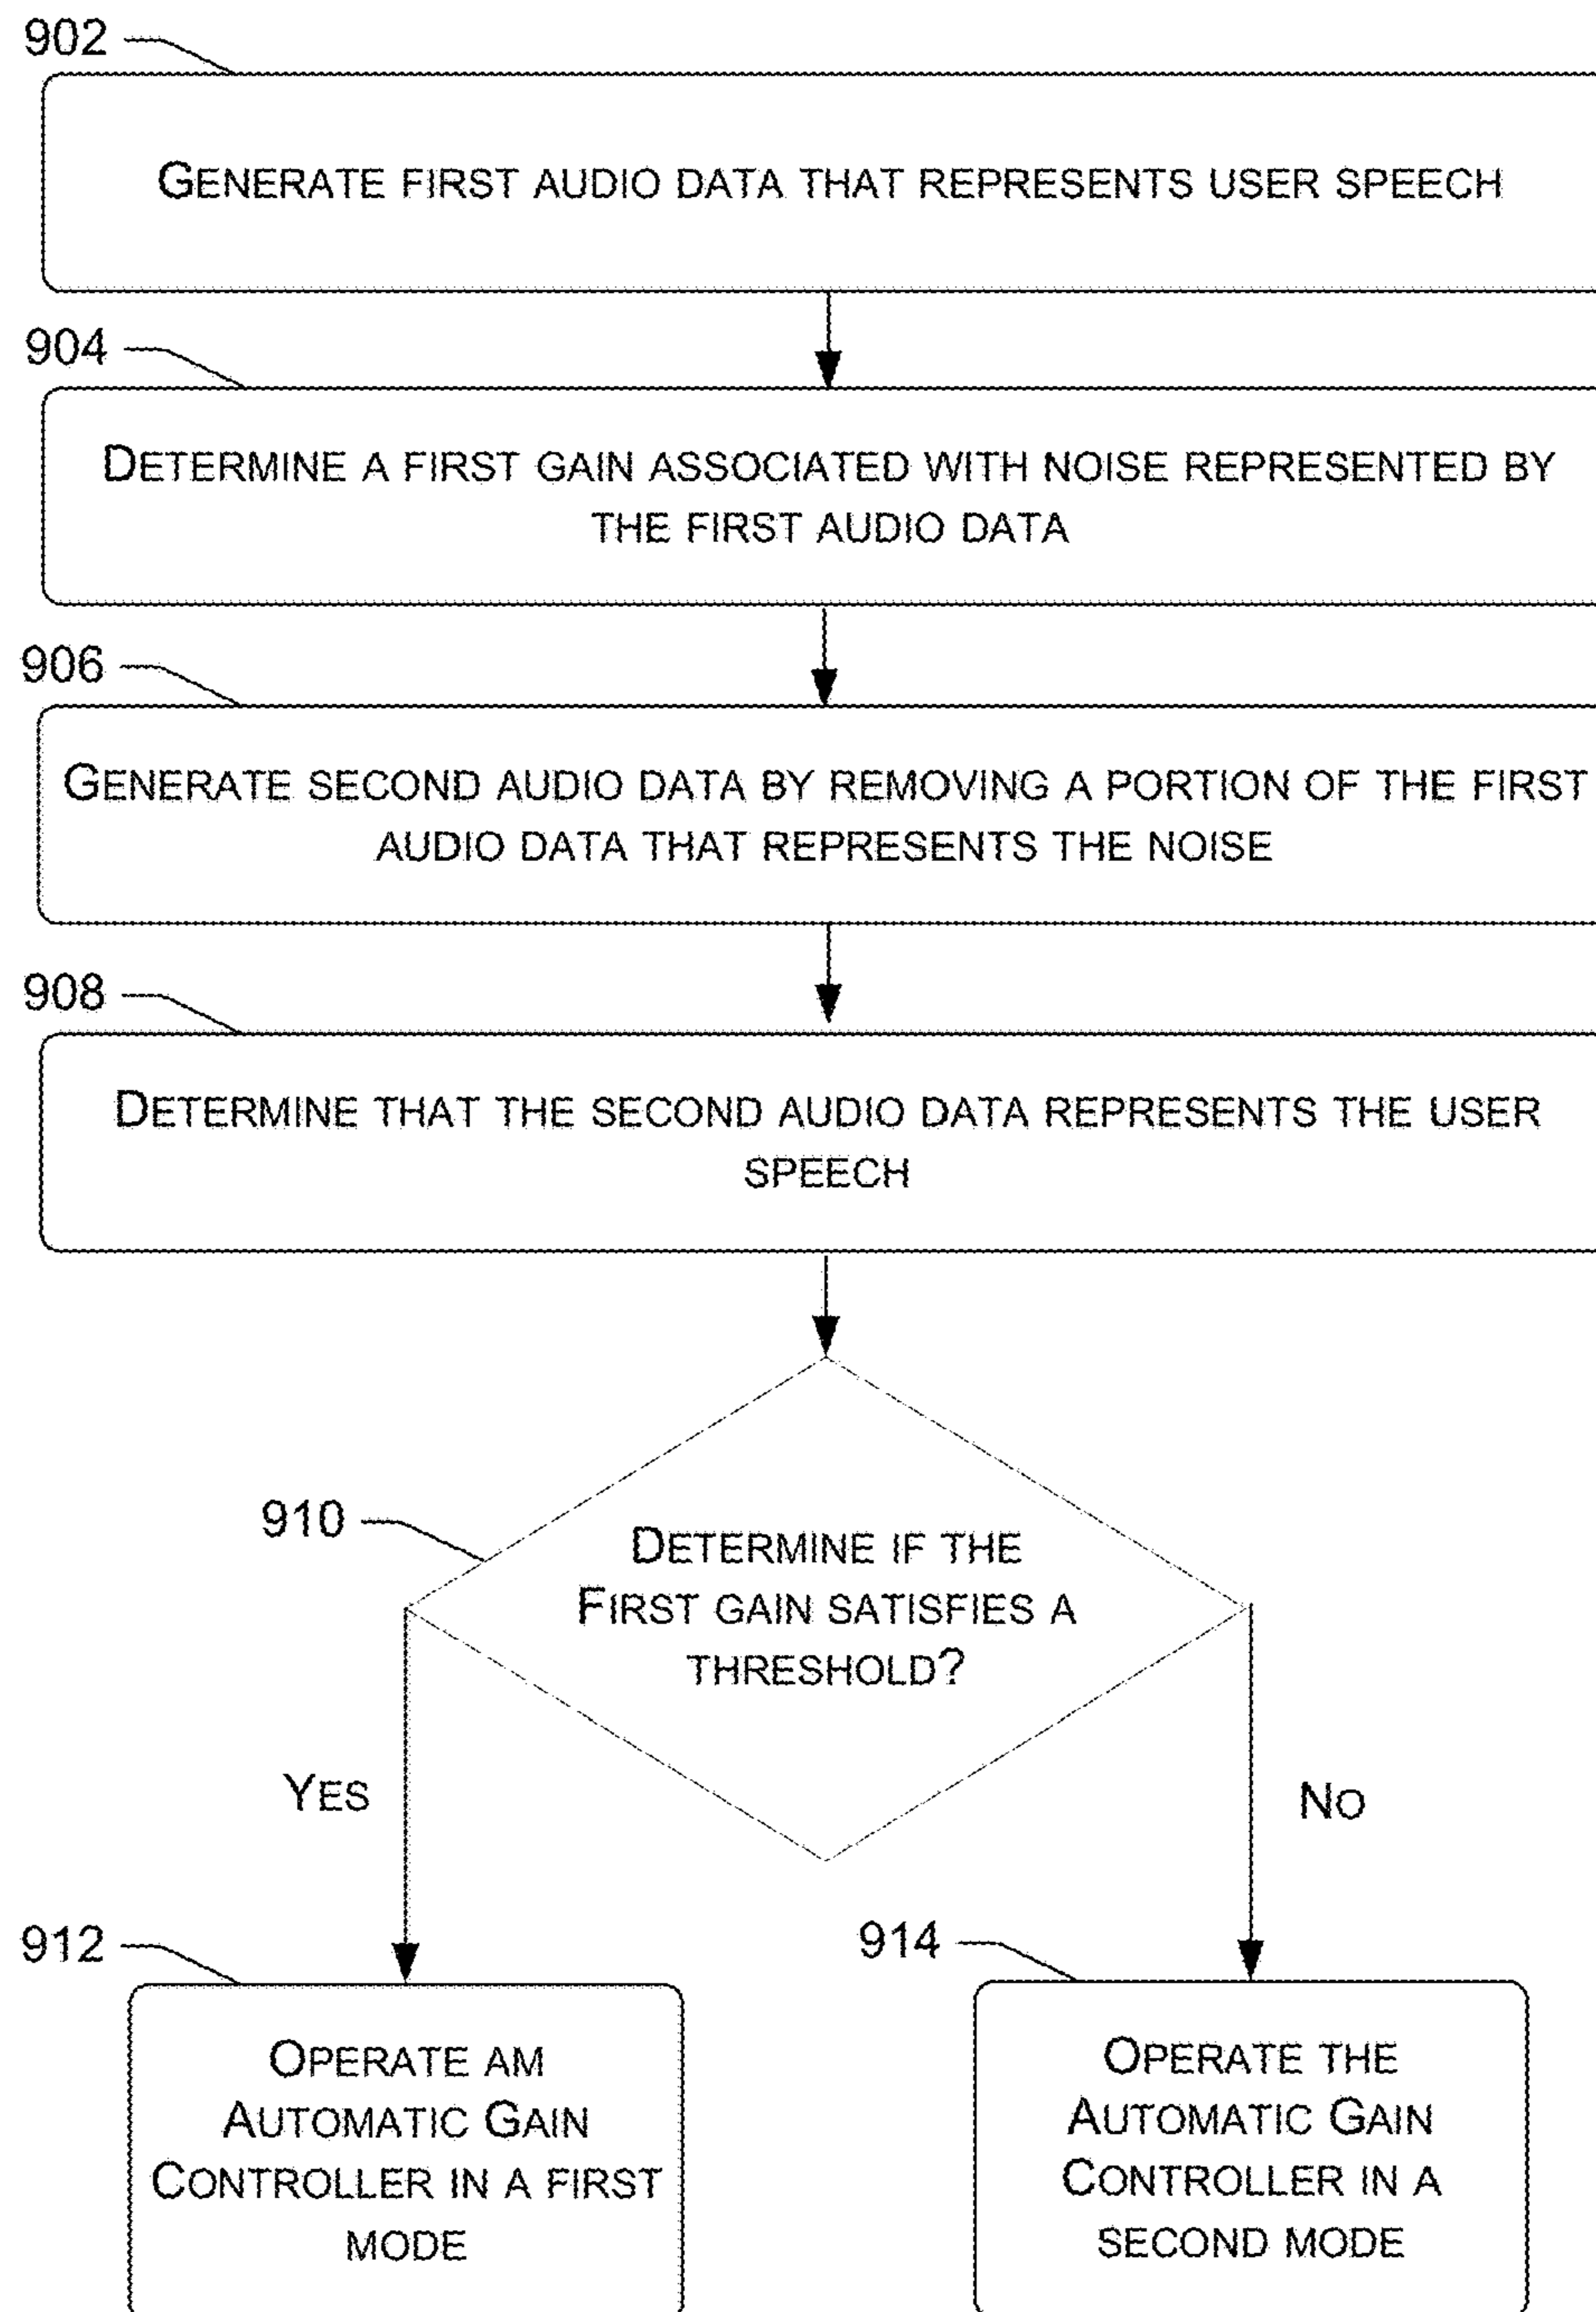 902
GENERATE FIRST AUDIO DATA THAT REPRESENTS USER SPEECH
904
DETERMINE A FIRST GAIN ASSOCIATED WITH NOISE REPRESENTED BY
THE FIRST AUDIO DATA
906
GENERATE SECOND AUDIO DATA BY REMOVING A PORTION OF THE FIRST
AUDIO DATA THAT REPRESENTS THE NOISE
908
DETERMINE THAT THE SECOND AUDIO DATA REPRESENTS THE USER
SPEECH
910
DETERMINE IF THE
FIRST GAIN SATISFIES A
THRESHOLD?
YES
NO
912
OPERATE AM
AUTOMATIC GAIN
CONTROLLER IN A FIRST
MODE
914
OPERATE THE
AUTOMATIC GAIN
CONTROLLER IN A
SECOND MODE